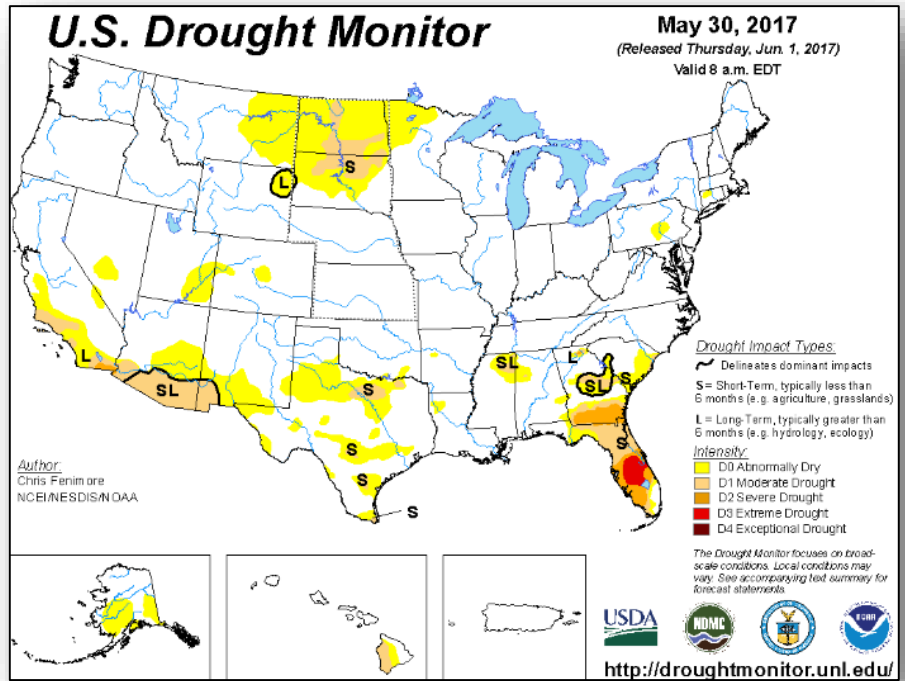 U.S. Drought Monitor
May 30, 2017
(Released Thursday, Jun. 1, 2017)
Valid 8 a.m. EDT
S
L
L
SL
S
S
S
S
SL
L
SL
S
S
Author:
Chris Fenimore
NCEI/NESDIS/NOAA
Drought Impact Types:
Delineates dominant impacts
S = Short-Term, typically less than
6 months (e.g. agriculture, grasslands)
L = Long-Term, typically greater than
6 months (e.g. hydrology, ecology)
Intensity:
D0 Abnormally Dry
D1 Moderate Drought
D2 Severe Drought
D3 Extreme Drought
D4 Exceptional Drought
The Drought Monitor focuses on broad-
scale conditions. Local conditions may
vary. See accompanying text summary for
forecast statements.
USDA
NDMC
http://droughtmonitor.unl.edu/